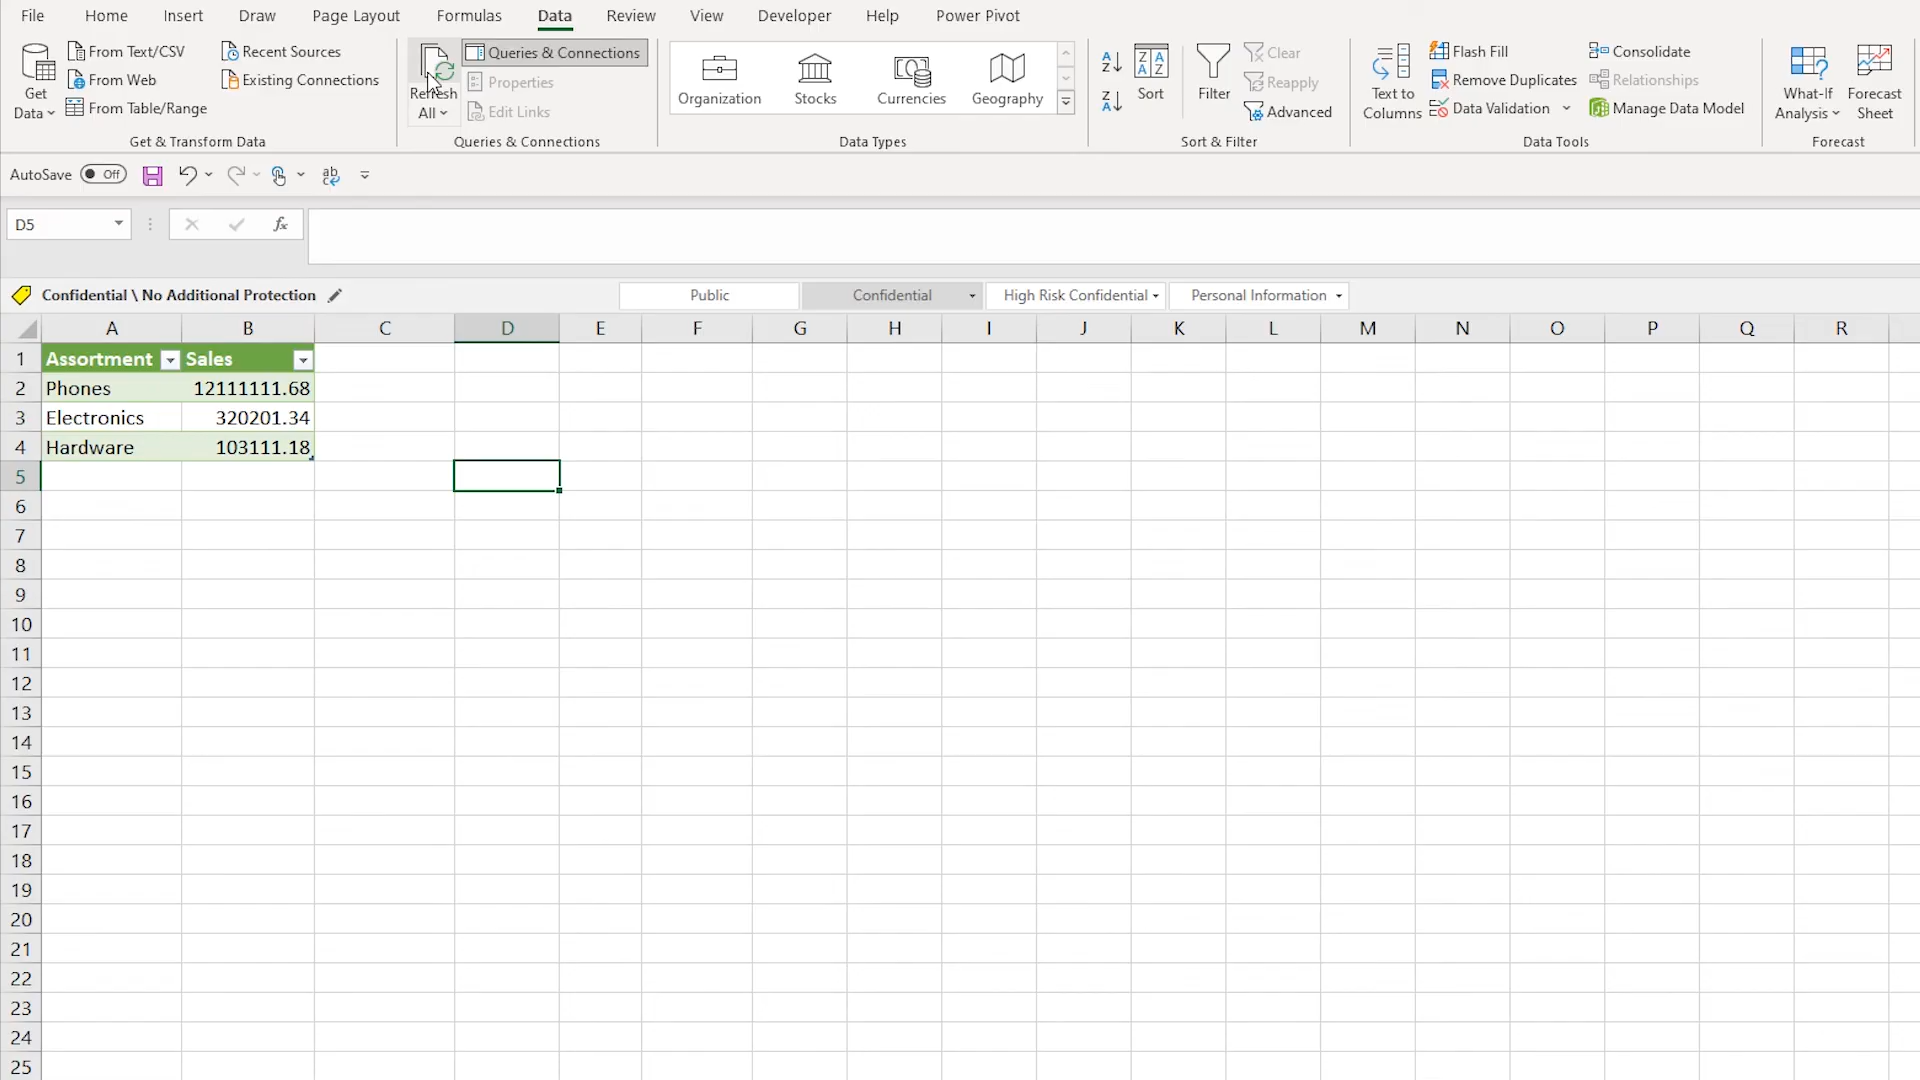 File Home Insert Draw Page Layout Formulas Data Review View Developer Help Power Pivot
Get Data
From Text/CSV
From Web
From Table/Range
Recent Sources
Existing Connections
Get & Transform Data
Refresh All
Queries & Connections
Properties
Edit Links
Queries & Connections
Organization Stocks Currencies Geography
Data Types
Sort
Filter
Clear
Reapply
Advanced
Sort & Filter
Text to Columns
Flash Fill
Remove Duplicates
Data Validation
Consolidate
Relationships
Manage Data Model
Data Tools
What-If Analysis
Forecast Sheet
Forecast
AutoSave Off
D5
fx
Confidential \ No Additional Protection
Public Confidential High Risk Confidential Personal Information
A B C D E F G H I J K L M N O P Q R
1 Assortment Sales
2 Phones 12111111.68
3 Electronics 320201.34
4 Hardware 103111.18
5
6
7
8
9
10
11
12
13
14
15
16
17
18
19
20
21
22
23
24
25